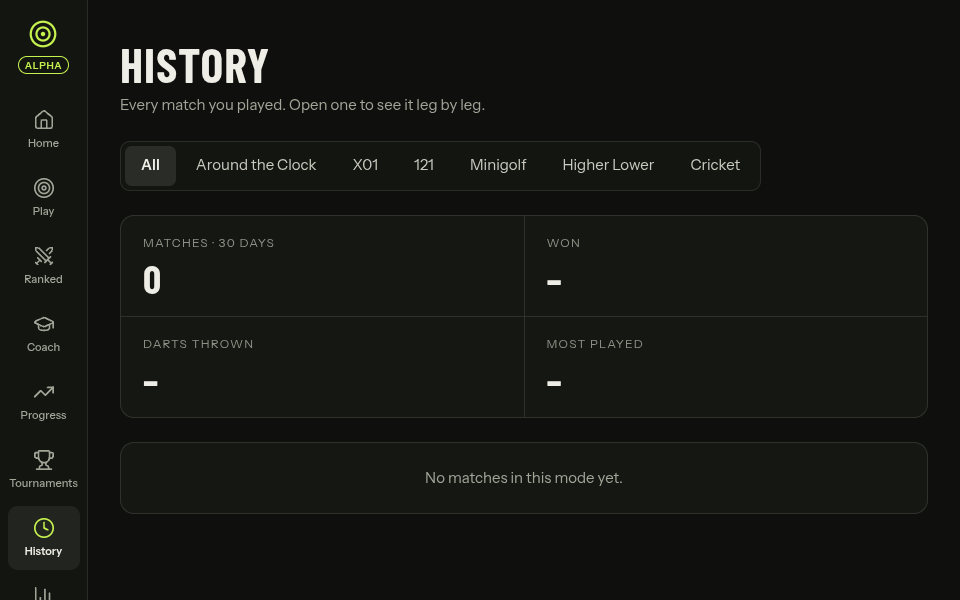 ALPHA
Home
Play
Ranked
Coach
Progress
Tournaments
History
HISTORY
Every match you played. Open one to see it leg by leg.
All
Around the Clock
X01
121
Minigolf
Higher Lower
Cricket
MATCHES · 30 DAYS
0
WON
–
DARTS THROWN
–
MOST PLAYED
–
No matches in this mode yet.